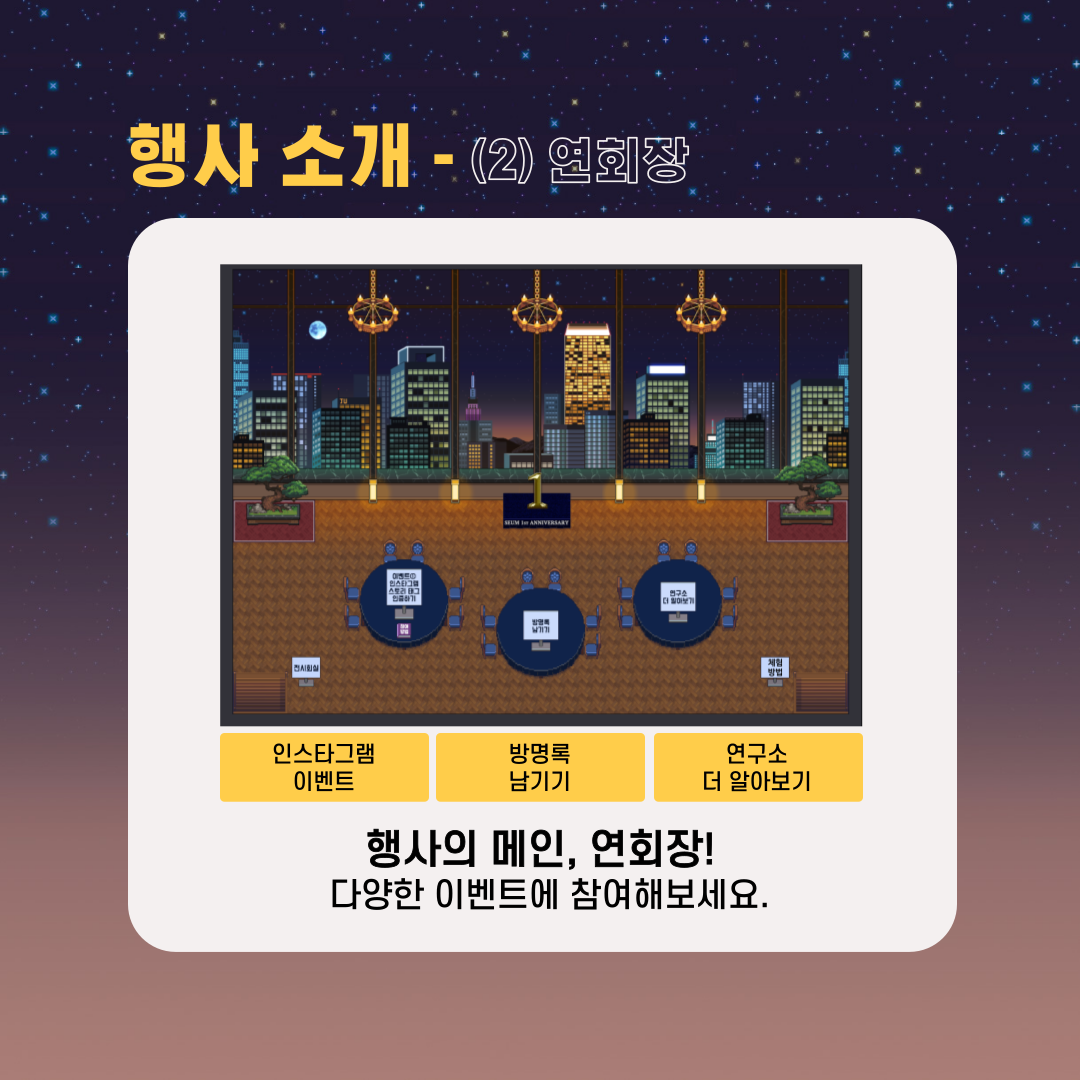 행사 소개 - (2) 연회장
1
SEUM 1st ANNIVERSARY
이벤트①
인스타그램
스토리 태그
인증하기
참여
방법
방명록
남기기
연구소
더 알아보기
전시회실
체험
방법
인스타그램
이벤트
방명록
남기기
연구소
더 알아보기
행사의 메인, 연회장!
다양한 이벤트에 참여해보세요.